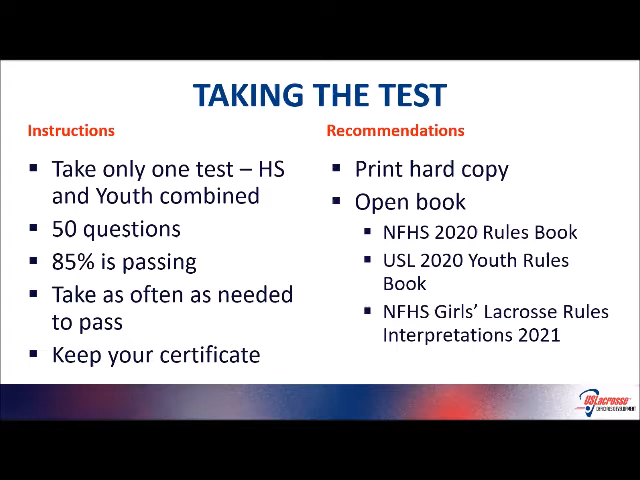 TAKING THE TEST
Instructions
▪ Take only one test – HS
and Youth combined
▪ 50 questions
▪ 85% is passing
▪ Take as often as needed
to pass
▪ Keep your certificate
Recommendations
▪ Print hard copy
▪ Open book
▪ NFHS 2020 Rules Book
▪ USL 2020 Youth Rules
Book
▪ NFHS Girls’ Lacrosse Rules
Interpretations 2021
USLacrosse
OFFICIALS DEVELOPMENT